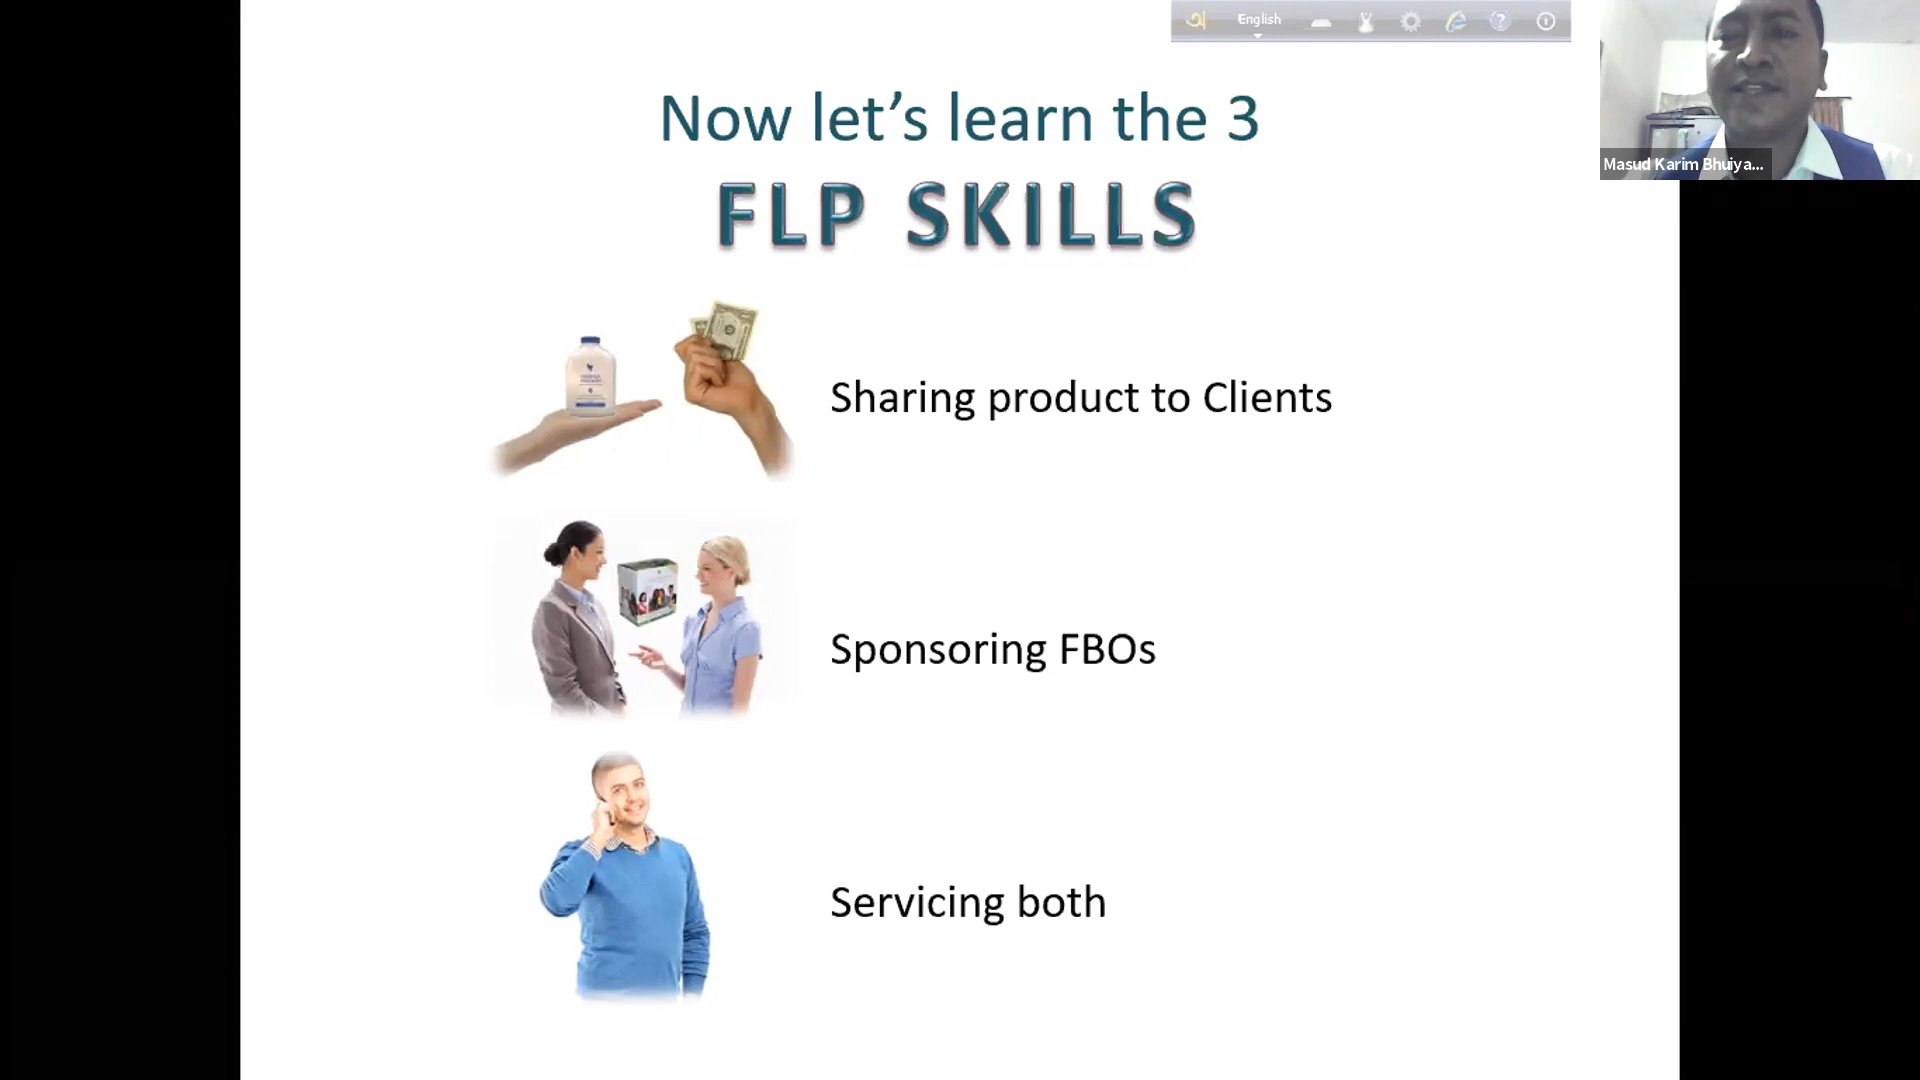 অ English
Now let’s learn the 3
FLP SKILLS
Masud Karim Bhuiya...
Sharing product to Clients
Sponsoring FBOs
Servicing both